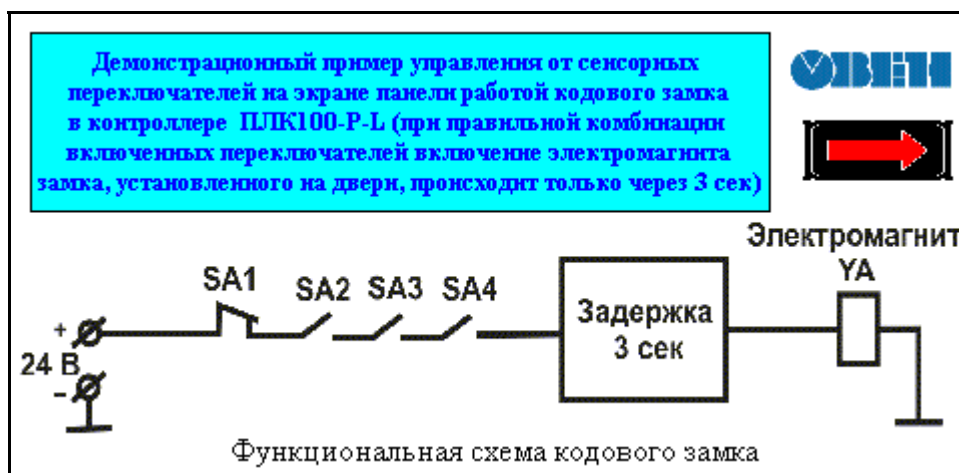 Демонстрационный пример управления от сенсорных
переключателей на экране панели работой кодового замка
в контроллере ПЛК100-Р-L (при правильной комбинации
включенных переключателей включение электромагнита
замка, установленного на двери, происходит только через 3 сек)
ОВЕН
Электромагнит
YA
SA1
SA2
SA3
SA4
Задержка
3 сек
+
24 В
–
Функциональная схема кодового замка